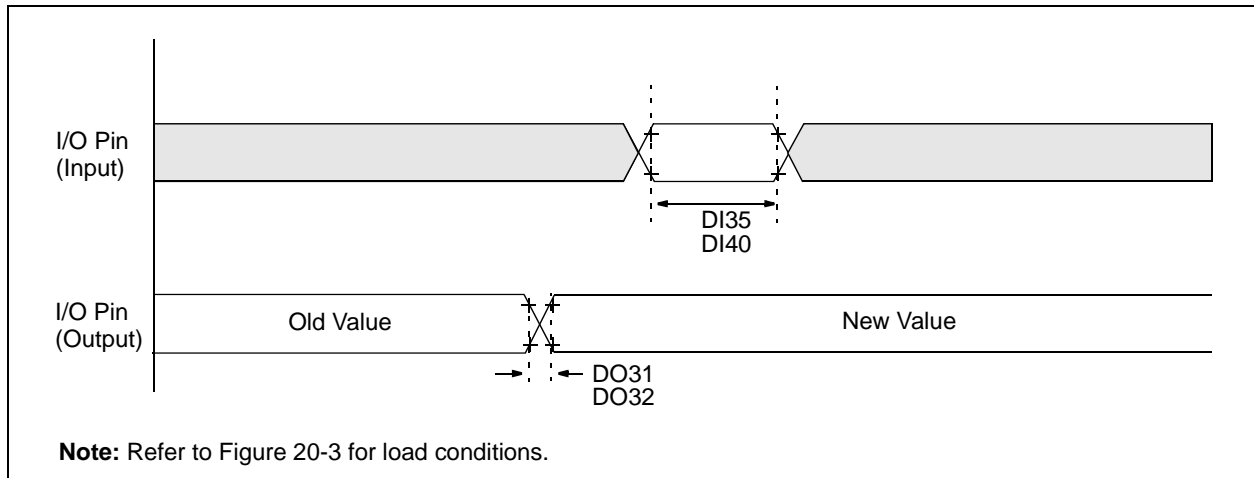 I/O Pin
(Input)
DI35
DI40
I/O Pin
(Output)
Old Value
New Value
DO31
DO32
Note: Refer to Figure 20-3 for load conditions.